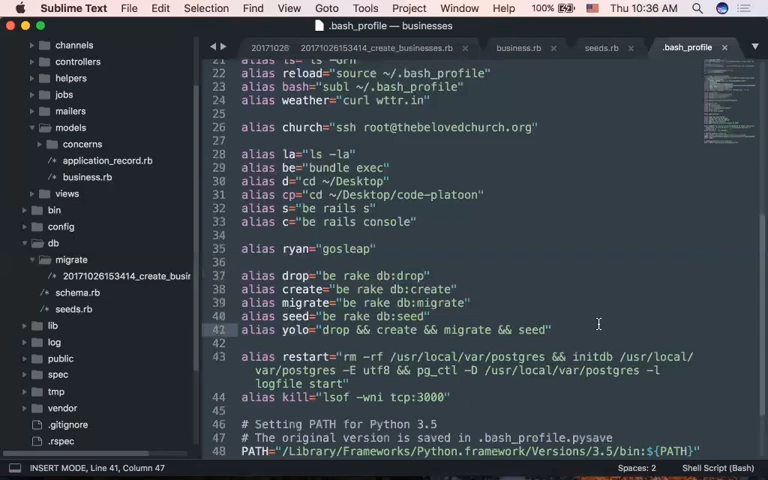 Sublime Text File Edit Selection Find View Goto Tools Project Window Help 100% Thu 10:36 AM
.bash_profile — businesses
20171026 20171026153414_create_businesses.rb × business.rb × seeds.rb × .bash_profile ×
channels
controllers
helpers
jobs
mailers
models
concerns
application_record.rb
business.rb
views
bin
config
db
migrate
20171026153414_create_busin
schema.rb
seeds.rb
lib
log
public
spec
tmp
vendor
.gitignore
.rspec
21 alias ls="ls -GFh"
22 alias reload="source ~/.bash_profile"
23 alias bash="subl ~/.bash_profile"
24 alias weather="curl wttr.in"
25
26 alias church="ssh root@thebelovedchurch.org"
27
28 alias la="ls -la"
29 alias be="bundle exec"
30 alias d="cd ~/Desktop"
31 alias cp="cd ~/Desktop/code-platoon"
32 alias s="be rails s"
33 alias c="be rails console"
34
35 alias ryan="gosleap"
36
37 alias drop="be rake db:drop"
38 alias create="be rake db:create"
39 alias migrate="be rake db:migrate"
40 alias seed="be rake db:seed"
41 alias yolo="drop && create && migrate && seed"
42
43 alias restart="rm -rf /usr/local/var/postgres && initdb /usr/local/
var/postgres -E utf8 && pg_ctl -D /usr/local/var/postgres -l
logfile start"
44 alias kill="lsof -wni tcp:3000"
45
46 # Setting PATH for Python 3.5
47 # The original version is saved in .bash_profile.pysave
48 PATH="/Library/Frameworks/Python.framework/Versions/3.5/bin:${PATH}"
INSERT MODE, Line 41, Column 47 Spaces: 2 Shell Script (Bash)